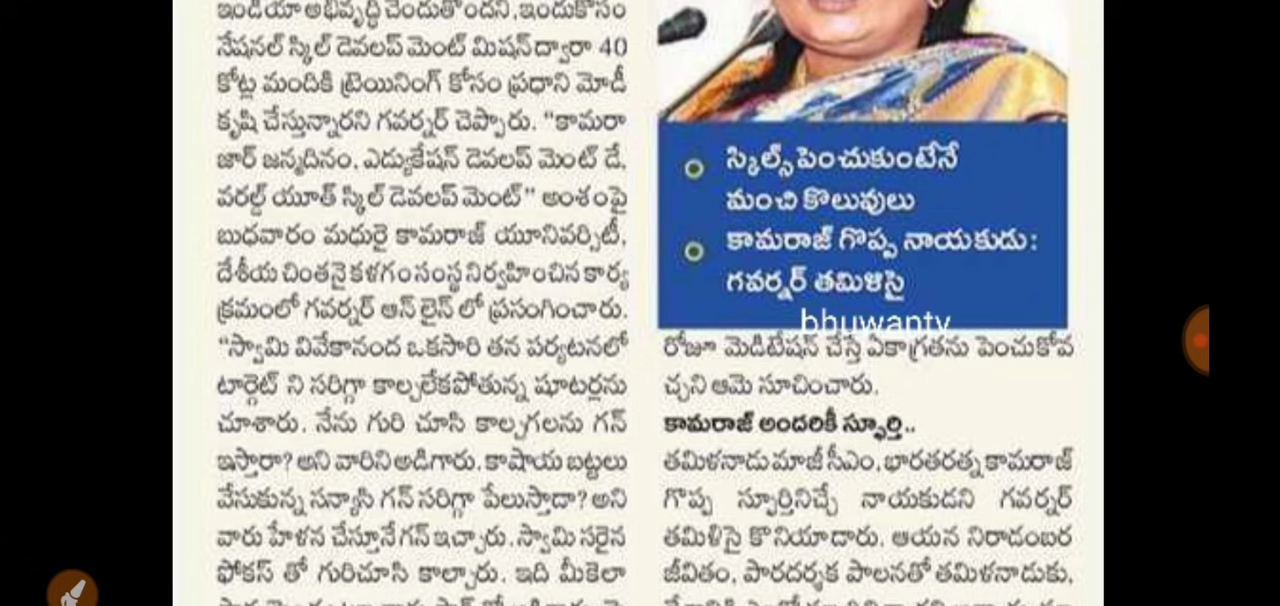 ఇండియా అభివృద్ధి చెందుతోందని, ఇందుకోసం
నేషనల్ స్కిల్ డెవలప్ మెంట్ మిషన్ ద్వారా 40
కోట్ల మందికి ట్రెయినింగ్ కోసం ప్రధాని మోడీ
కృషి చేస్తున్నారని గవర్నర్ చెప్పారు. "కామరా
జార్ జన్మదినం, ఎడ్యుకేషన్ డెవలప్ మెంట్ డే,
వరల్డ్ యూత్ స్కిల్ డెవలప్ మెంట్" అంశంపై
బుధవారం మధురై కామరాజ్ యూనివర్సిటీ,
దేశీయ చింతనై కళగం సంస్థ నిర్వహించిన కార్య
క్రమంలో గవర్నర్ ఆన్ లైన్ లో ప్రసంగించారు.
"స్వామి వివేకానంద ఒకసారి తన పర్యటనలో
టార్గెట్ ని సరిగ్గా కాల్చలేకపోతున్న షూటర్లను
చూశారు. నేను గురి చూసి కాల్చగలను గన్
ఇస్తారా? అని వారిని అడిగారు. కాషాయ బట్టలు
వేసుకున్న సన్యాసి గన్ సరిగ్గా పేలుస్తాడా? అని
వారు హేళన చేస్తూనే గన్ ఇచ్చారు. స్వామి సరైన
ఫోకస్ తో గురిచూసి కాల్చారు. ఇది మీకెలా
స్కిల్స్ పెంచుకుంటేనే
మంచి కొలువులు
కామరాజ్ గొప్ప నాయకుడు:
గవర్నర్ తమిళిసై
bhuwantv
రోజూ మెడిటేషన్ చేస్తే ఏకాగ్రతను పెంచుకోవ
చ్చని ఆమె సూచించారు.
కామరాజ్ అందరికీ స్ఫూర్తి..
తమిళనాడు మాజీ సీఎం, భారతరత్న కామరాజ్
గొప్ప స్ఫూర్తినిచ్చే నాయకుడని గవర్నర్
తమిళిసై కొనియాడారు. ఆయన నిరాడంబర
జీవితం, పారదర్శక పాలనతో తమిళనాడుకు,